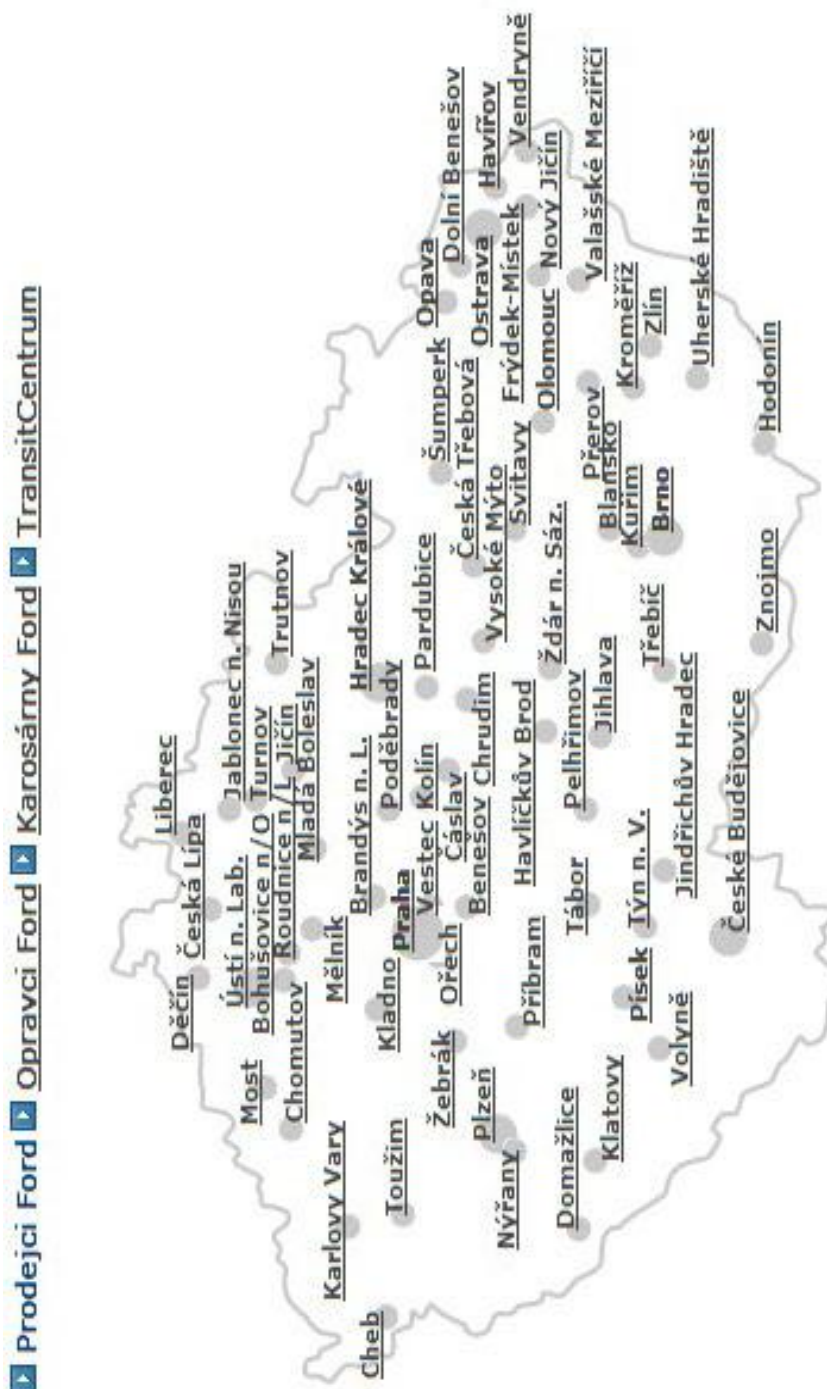 Prodejci Ford Opravci Ford Karosárny Ford TransitCentrum
Liberec
Děčín
Česká Lípa
Jablonec n. Nisou
Ústí n. Lab.
Most
Bohušovice n/O
Turnov
Trutnov
Chomutov
Roudnice n/L
Jičín
Mladá Boleslav
Mělník
Karlovy Vary
Brandýs n. L.
Hradec Králové
Cheb
Toužim
Kladno
Praha
Poděbrady
Pardubice
Šumperk
Opava
Vestec
Kolín
Žebrák
Ořech
Čáslav
Česká Třebová
Dolní Benešov
Benešov
Chrudim
Vysoké Mýto
Ostrava
Havířov
Plzeň
Nýřany
Příbram
Havlíčkův Brod
Svitavy
Frýdek-Místek
Vendryně
Ždár n. Sáz.
Olomouc
Nový Jičín
Domažlice
Tábor
Pelhřimov
Jihlava
Přerov
Valašské Meziříčí
Klatovy
Blansko
Kuřim
Kroměříž
Písek
Týn n. V.
Třebíč
Brno
Zlín
Volyně
Jindřichův Hradec
Uherské Hradiště
České Budějovice
Znojmo
Hodonín